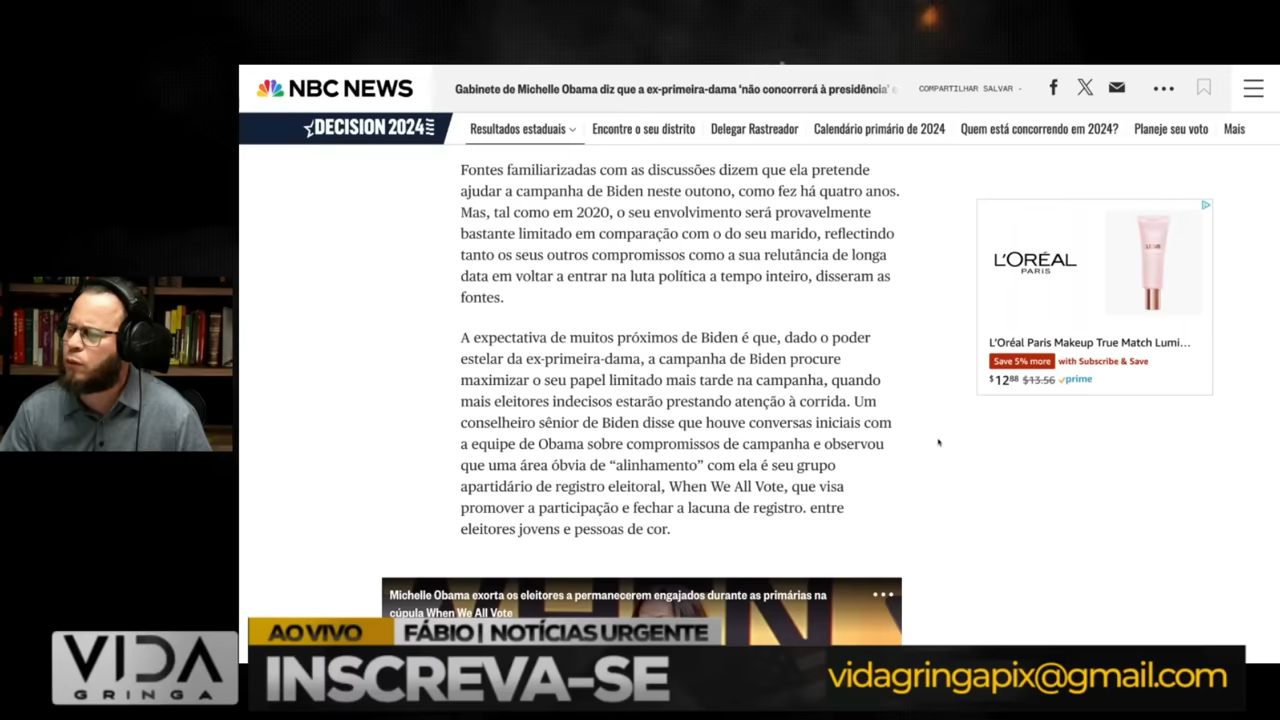 NBC NEWS
Gabinete de Michelle Obama diz que a ex-primeira-dama ‘não concorrerá à presidência’
COMPARTILHAR SALVAR -
DECISION 2024
Resultados estaduais
Encontre o seu distrito
Delegar Rastreador
Calendário primário de 2024
Quem está concorrendo em 2024?
Planeje seu voto
Mais
Fontes familiarizadas com as discussões dizem que ela pretende
ajudar a campanha de Biden neste outono, como fez há quatro anos.
Mas, tal como em 2020, o seu envolvimento será provavelmente
bastante limitado em comparação com o do seu marido, reflectindo
tanto os seus outros compromissos como a sua relutância de longa
data em voltar a entrar na luta política a tempo inteiro, disseram as
fontes.
A expectativa de muitos próximos de Biden é que, dado o poder
estelar da ex-primeira-dama, a campanha de Biden procure
maximizar o seu papel limitado mais tarde na campanha, quando
mais eleitores indecisos estarão prestando atenção à corrida. Um
conselheiro sênior de Biden disse que houve conversas iniciais com
a equipe de Obama sobre compromissos de campanha e observou
que uma área óbvia de “alinhamento” com ela é seu grupo
apartidário de registro eleitoral, When We All Vote, que visa
promover a participação e fechar a lacuna de registro. entre
eleitores jovens e pessoas de cor.
L'ORÉAL
PARIS
L'Oréal Paris Makeup True Match Lumi...
Save 5% more with Subscribe & Save
$12 88 $13.56 prime
Michelle Obama exorta os eleitores a permanecerem engajados durante as primárias na
cúpula When We All Vote
AO VIVO
FÁBIO | NOTÍCIAS URGENTE
VIDA
GRINGA
INSCREVA-SE
vidagringapix@gmail.com